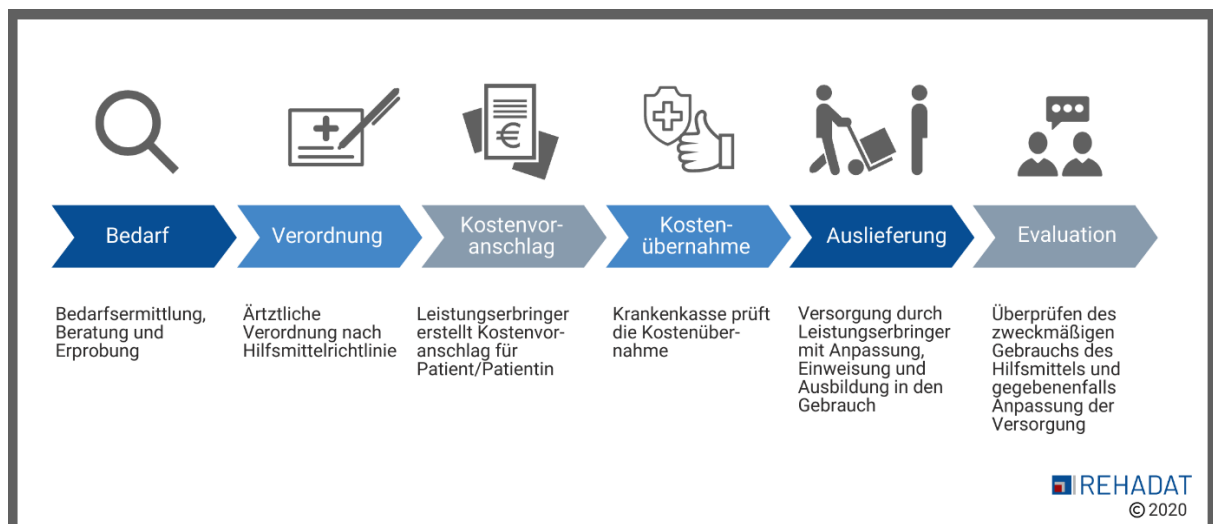 Bedarf
Verordnung
Kostenvor-
anschlag
Kosten-
übernahme
Auslieferung
Evaluation
Bedarfsermittlung,
Beratung und
Erprobung
Ärtztliche
Verordnung nach
Hilfsmittelrichtlinie
Leistungserbringer
erstellt Kostenvor-
anschlag für
Patient/Patientin
Krankenkasse prüft
die Kostenüber-
nahme
Versorgung durch
Leistungserbringer
mit Anpassung,
Einweisung und
Ausbildung in den
Gebrauch
Überprüfen des
zweckmäßigen
Gebrauchs des
Hilfsmittels und
gegebenenfalls
Anpassung der
Versorgung
REHADAT
© 2020